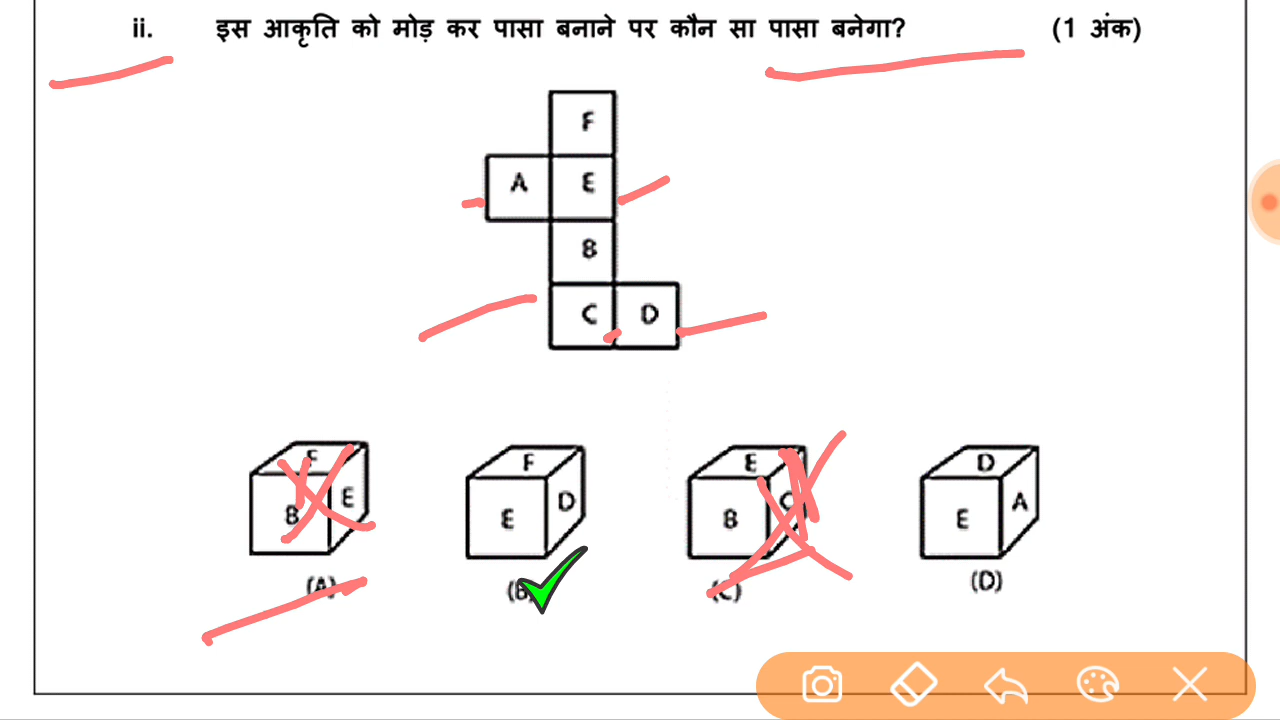 ii. इस आकृति को मोड़ कर पासा बनाने पर कौन सा पासा बनेगा? (1 अंक)
F
A E
B
C D
F
B E
F
E D
E
B C
D
E A
(A) (B) (C) (D)